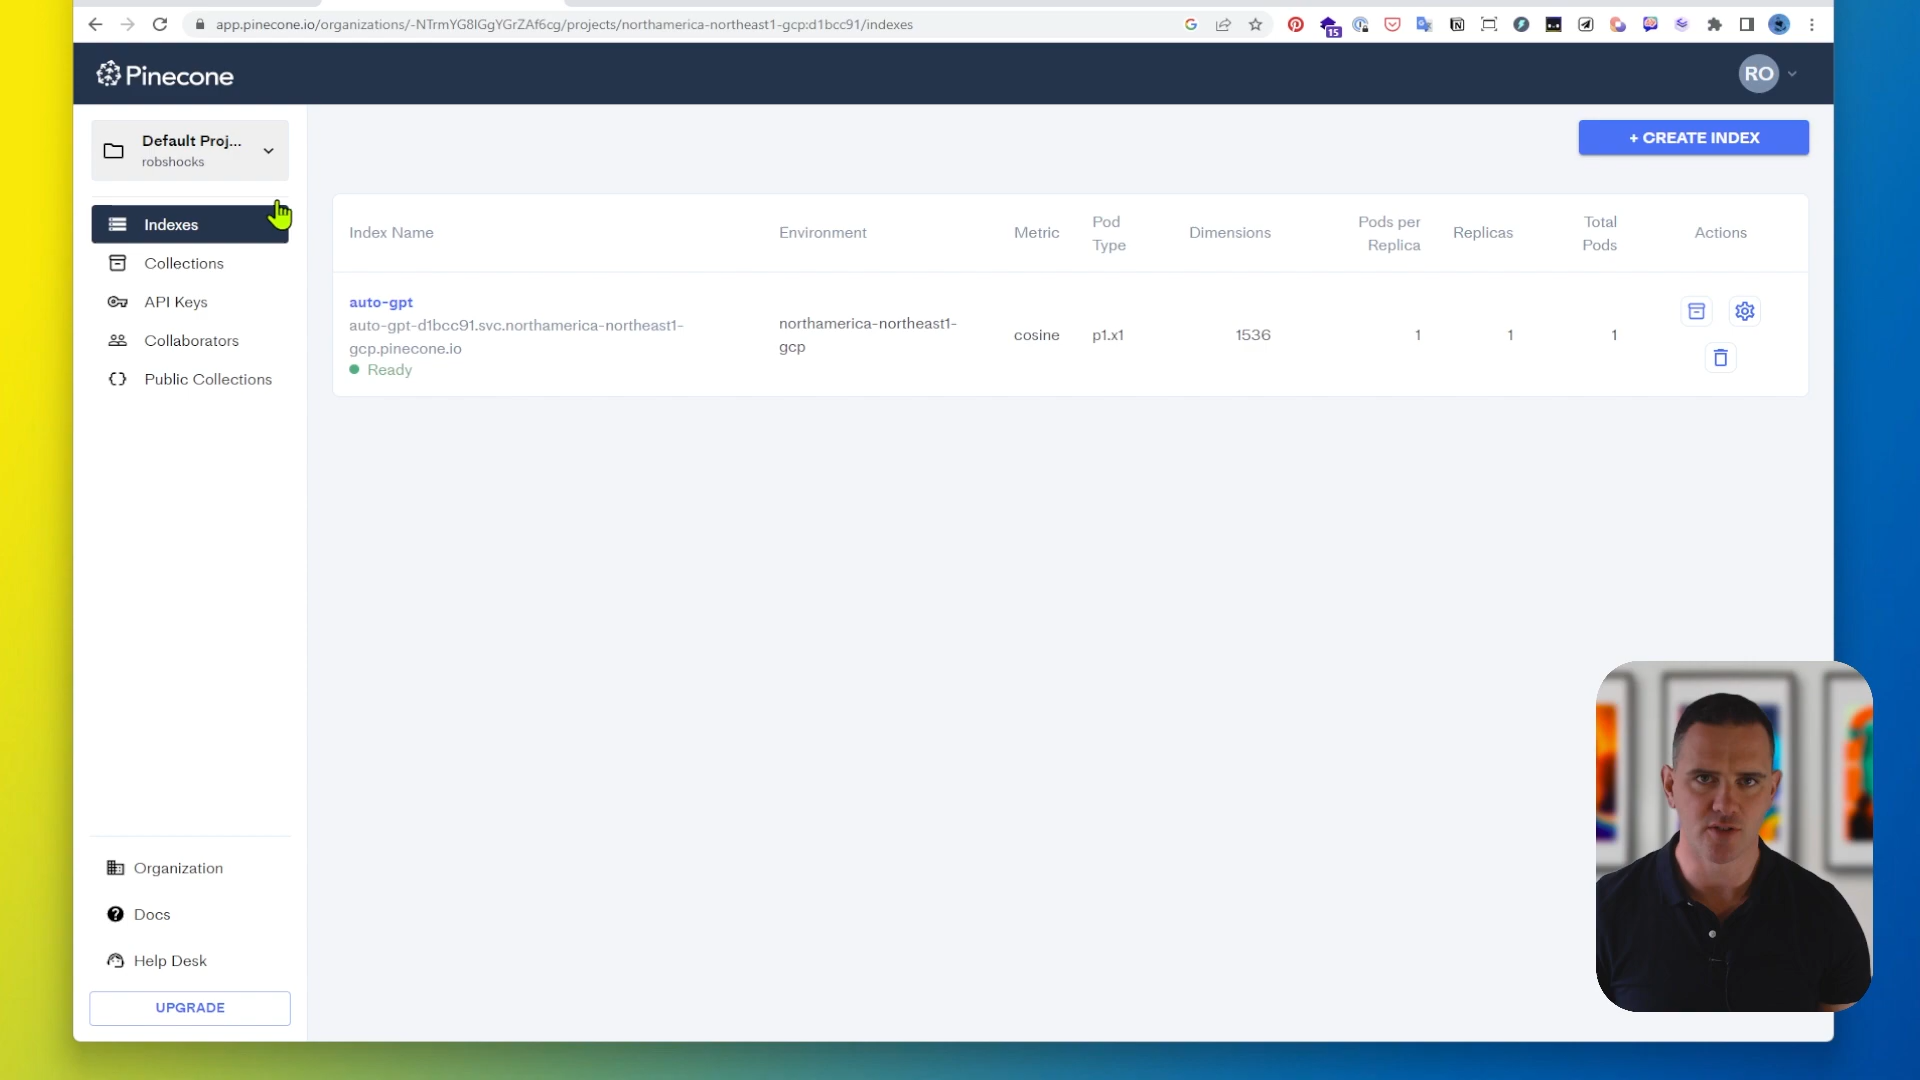 app.pinecone.io/organizations/-NTrmYG8lGgYGrZAf6cg/projects/northamerica-northeast1-gcp:d1bcc91/indexes
15
Pinecone
RO
Default Proj...
robshocks
+ CREATE INDEX
Indexes
Collections
API Keys
Collaborators
Public Collections
Index Name
Environment
Metric
Pod
Type
Dimensions
Pods per
Replica
Replicas
Total
Pods
Actions
auto-gpt
auto-gpt-d1bcc91.svc.northamerica-northeast1-
gcp.pinecone.io
Ready
northamerica-northeast1-
gcp
cosine
p1.x1
1536
1
1
1
Organization
Docs
Help Desk
UPGRADE